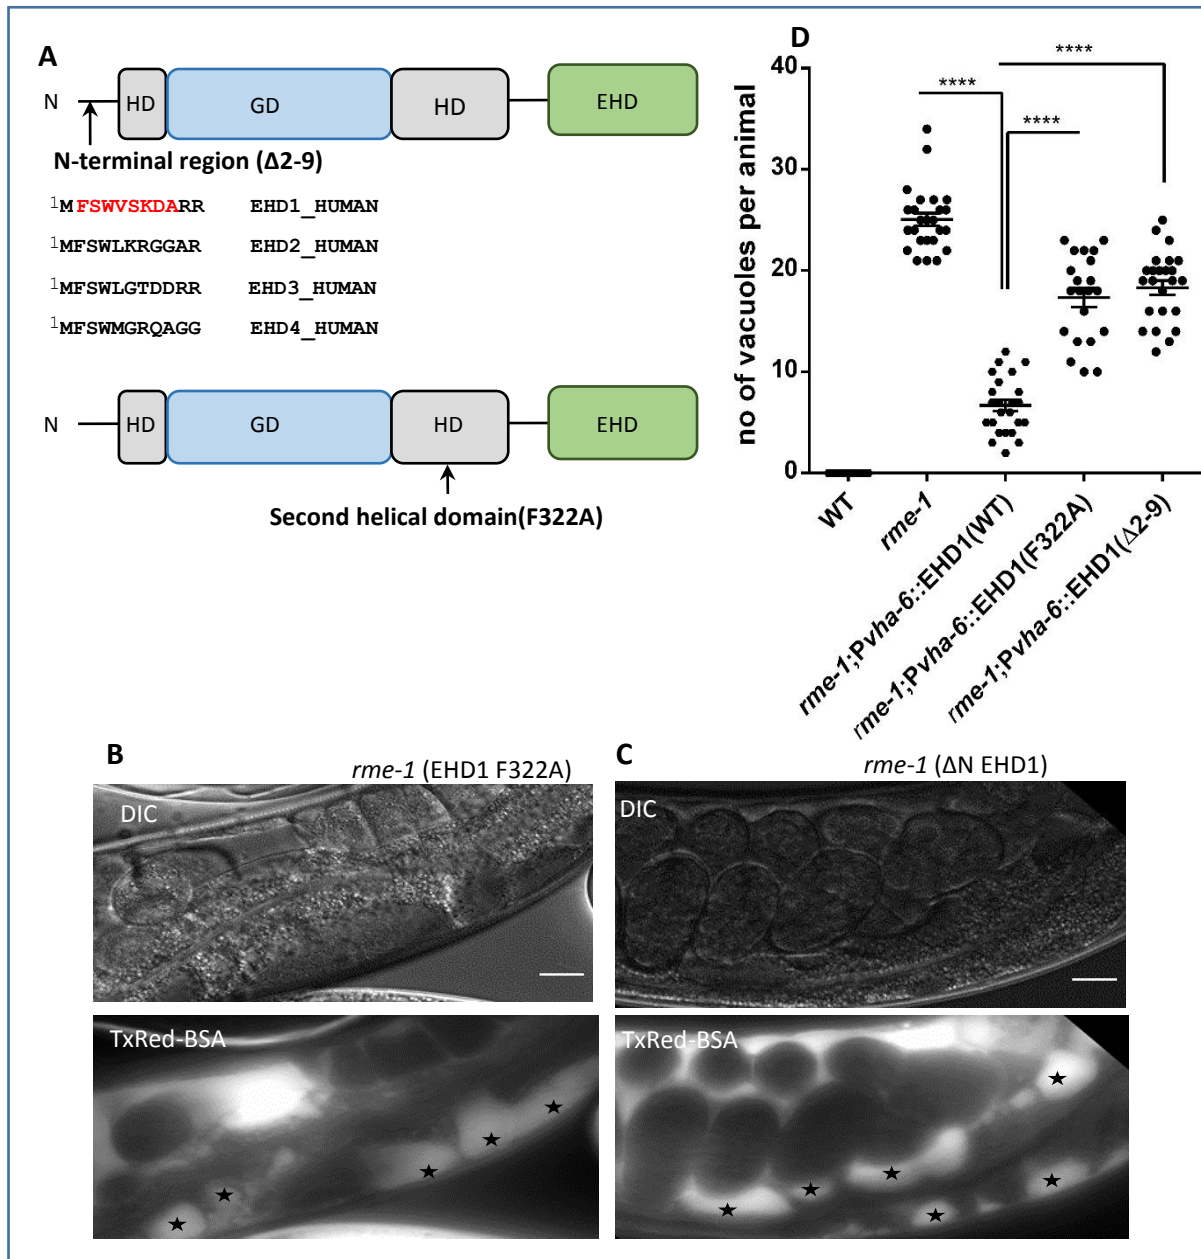 A
N HD GD HD EHD
N-terminal region (Δ2-9)
1MFSWVSKDARR EHD1_HUMAN
1MFSWLKRGGAR EHD2_HUMAN
1MFSWLGTDDRR EHD3_HUMAN
1MFSWMGRQAGG EHD4_HUMAN
N HD GD HD EHD
Second helical domain(F322A)
D
****
****
****
no of vacuoles per animal
40
30
20
10
0
WT
rme-1
rme-1;Pvha-6::EHD1(WT)
rme-1;Pvha-6::EHD1(F322A)
rme-1;Pvha-6::EHD1(Δ2-9)
B
rme-1 (EHD1 F322A)
DIC
TxRed-BSA
C
rme-1 (ΔN EHD1)
DIC
TxRed-BSA